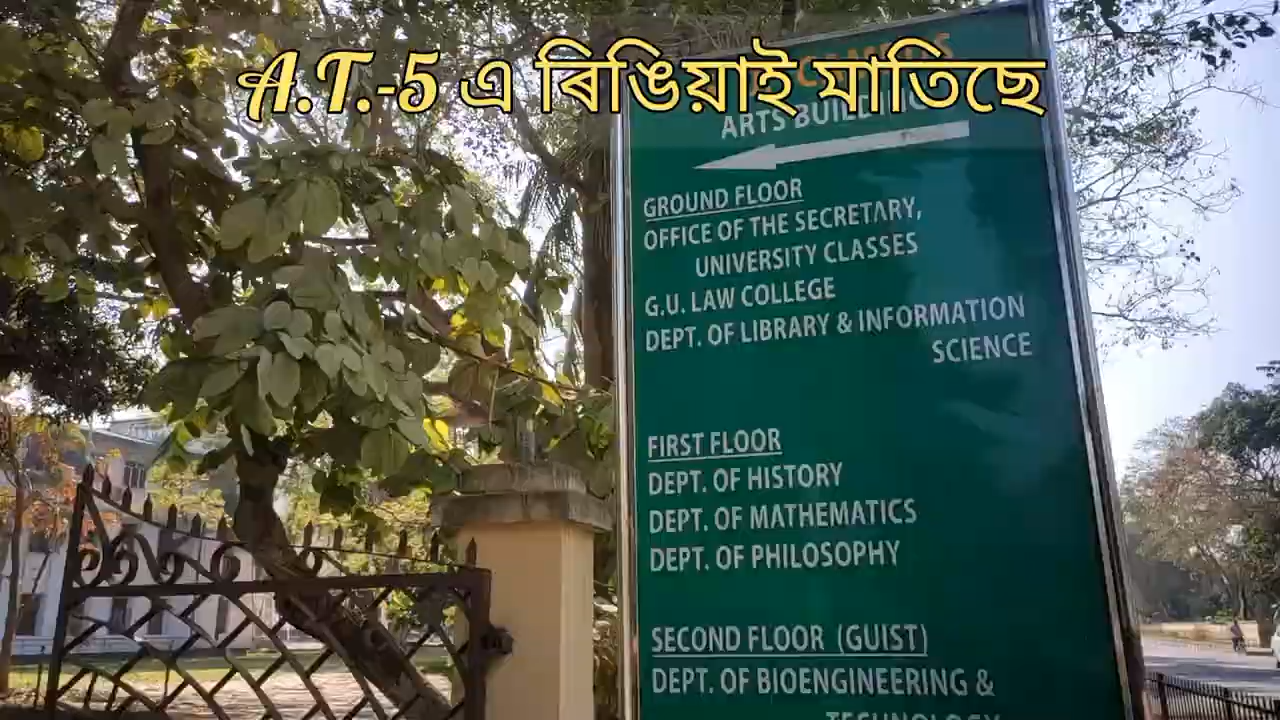 A.T.-5 এ ৰিঙিয়াই মাতিছে
ARTS
GROUND FLOOR
OFFICE OF THE SECRETARY,
UNIVERSITY CLASSES
G.U. LAW COLLEGE
DEPT. OF LIBRARY & INFORMATION
SCIENCE
FIRST FLOOR
DEPT. OF HISTORY
DEPT. OF MATHEMATICS
DEPT. OF PHILOSOPHY
SECOND FLOOR (GUIST)
DEPT. OF BIOENGINEERING &
TECHNOLOGY